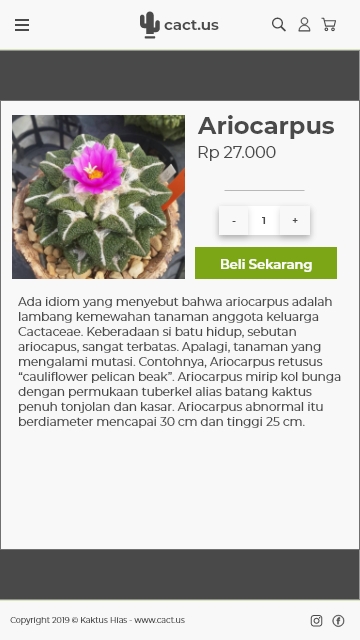 cact.us
Ariocarpus
Rp 27.000
- 1 +
Beli Sekarang
Ada idiom yang menyebut bahwa ariocarpus adalah
lambang kemewahan tanaman anggota keluarga
Cactaceae. Keberadaan si batu hidup, sebutan
ariocapus, sangat terbatas. Apalagi, tanaman yang
mengalami mutasi. Contohnya, Ariocarpus retusus
“cauliflower pelican beak”. Ariocarpus mirip kol bunga
dengan permukaan tuberkel alias batang kaktus
penuh tonjolan dan kasar. Ariocarpus abnormal itu
berdiameter mencapai 30 cm dan tinggi 25 cm.
Copyright 2019 © Kaktus Hias - www.cact.us